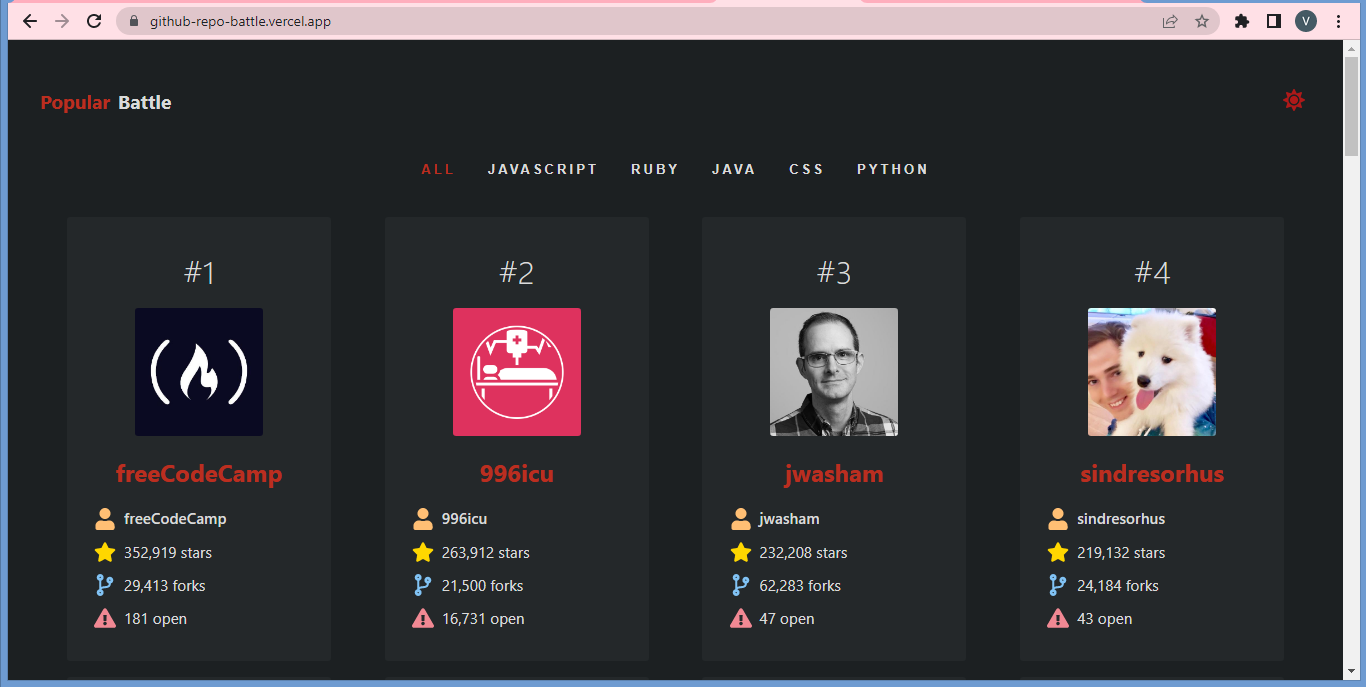 github-repo-battle.vercel.app
V
Popular Battle
ALL JAVASCRIPT RUBY JAVA CSS PYTHON
#1
freeCodeCamp
freeCodeCamp
352,919 stars
29,413 forks
181 open
#2
996icu
996icu
263,912 stars
21,500 forks
16,731 open
#3
jwasham
jwasham
232,208 stars
62,283 forks
47 open
#4
sindresorhus
sindresorhus
219,132 stars
24,184 forks
43 open